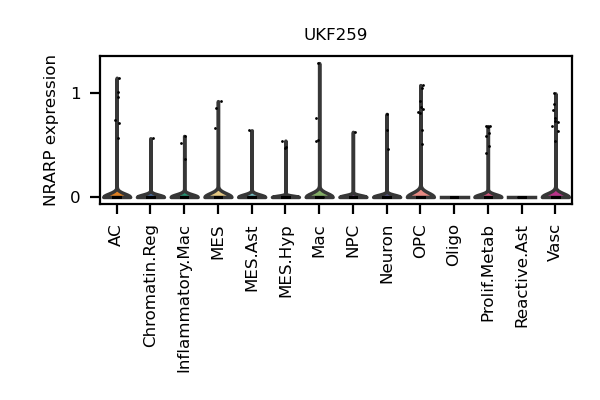 UKF259
NRARP expression
1
0
AC
Chromatin.Reg
Inflammatory.Mac
MES
MES.Ast
MES.Hyp
Mac
NPC
Neuron
OPC
Oligo
Prolif.Metab
Reactive.Ast
Vasc